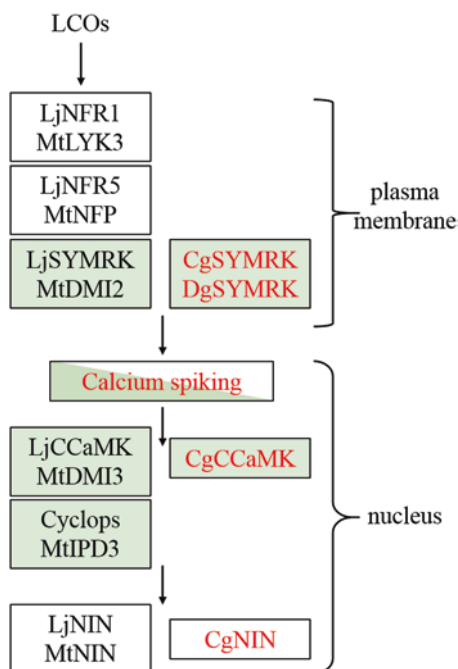 LCOs
LjNFR1
MtLYK3
LjNFR5
MtNFP
LjSYMRK
MtDMI2
CgSYMRK
DgSYMRK
plasma
membrane
Calcium spiking
LjCCaMK
MtDMI3
CgCCaMK
Cyclops
MtIPD3
nucleus
LjNIN
MtNIN
CgNIN